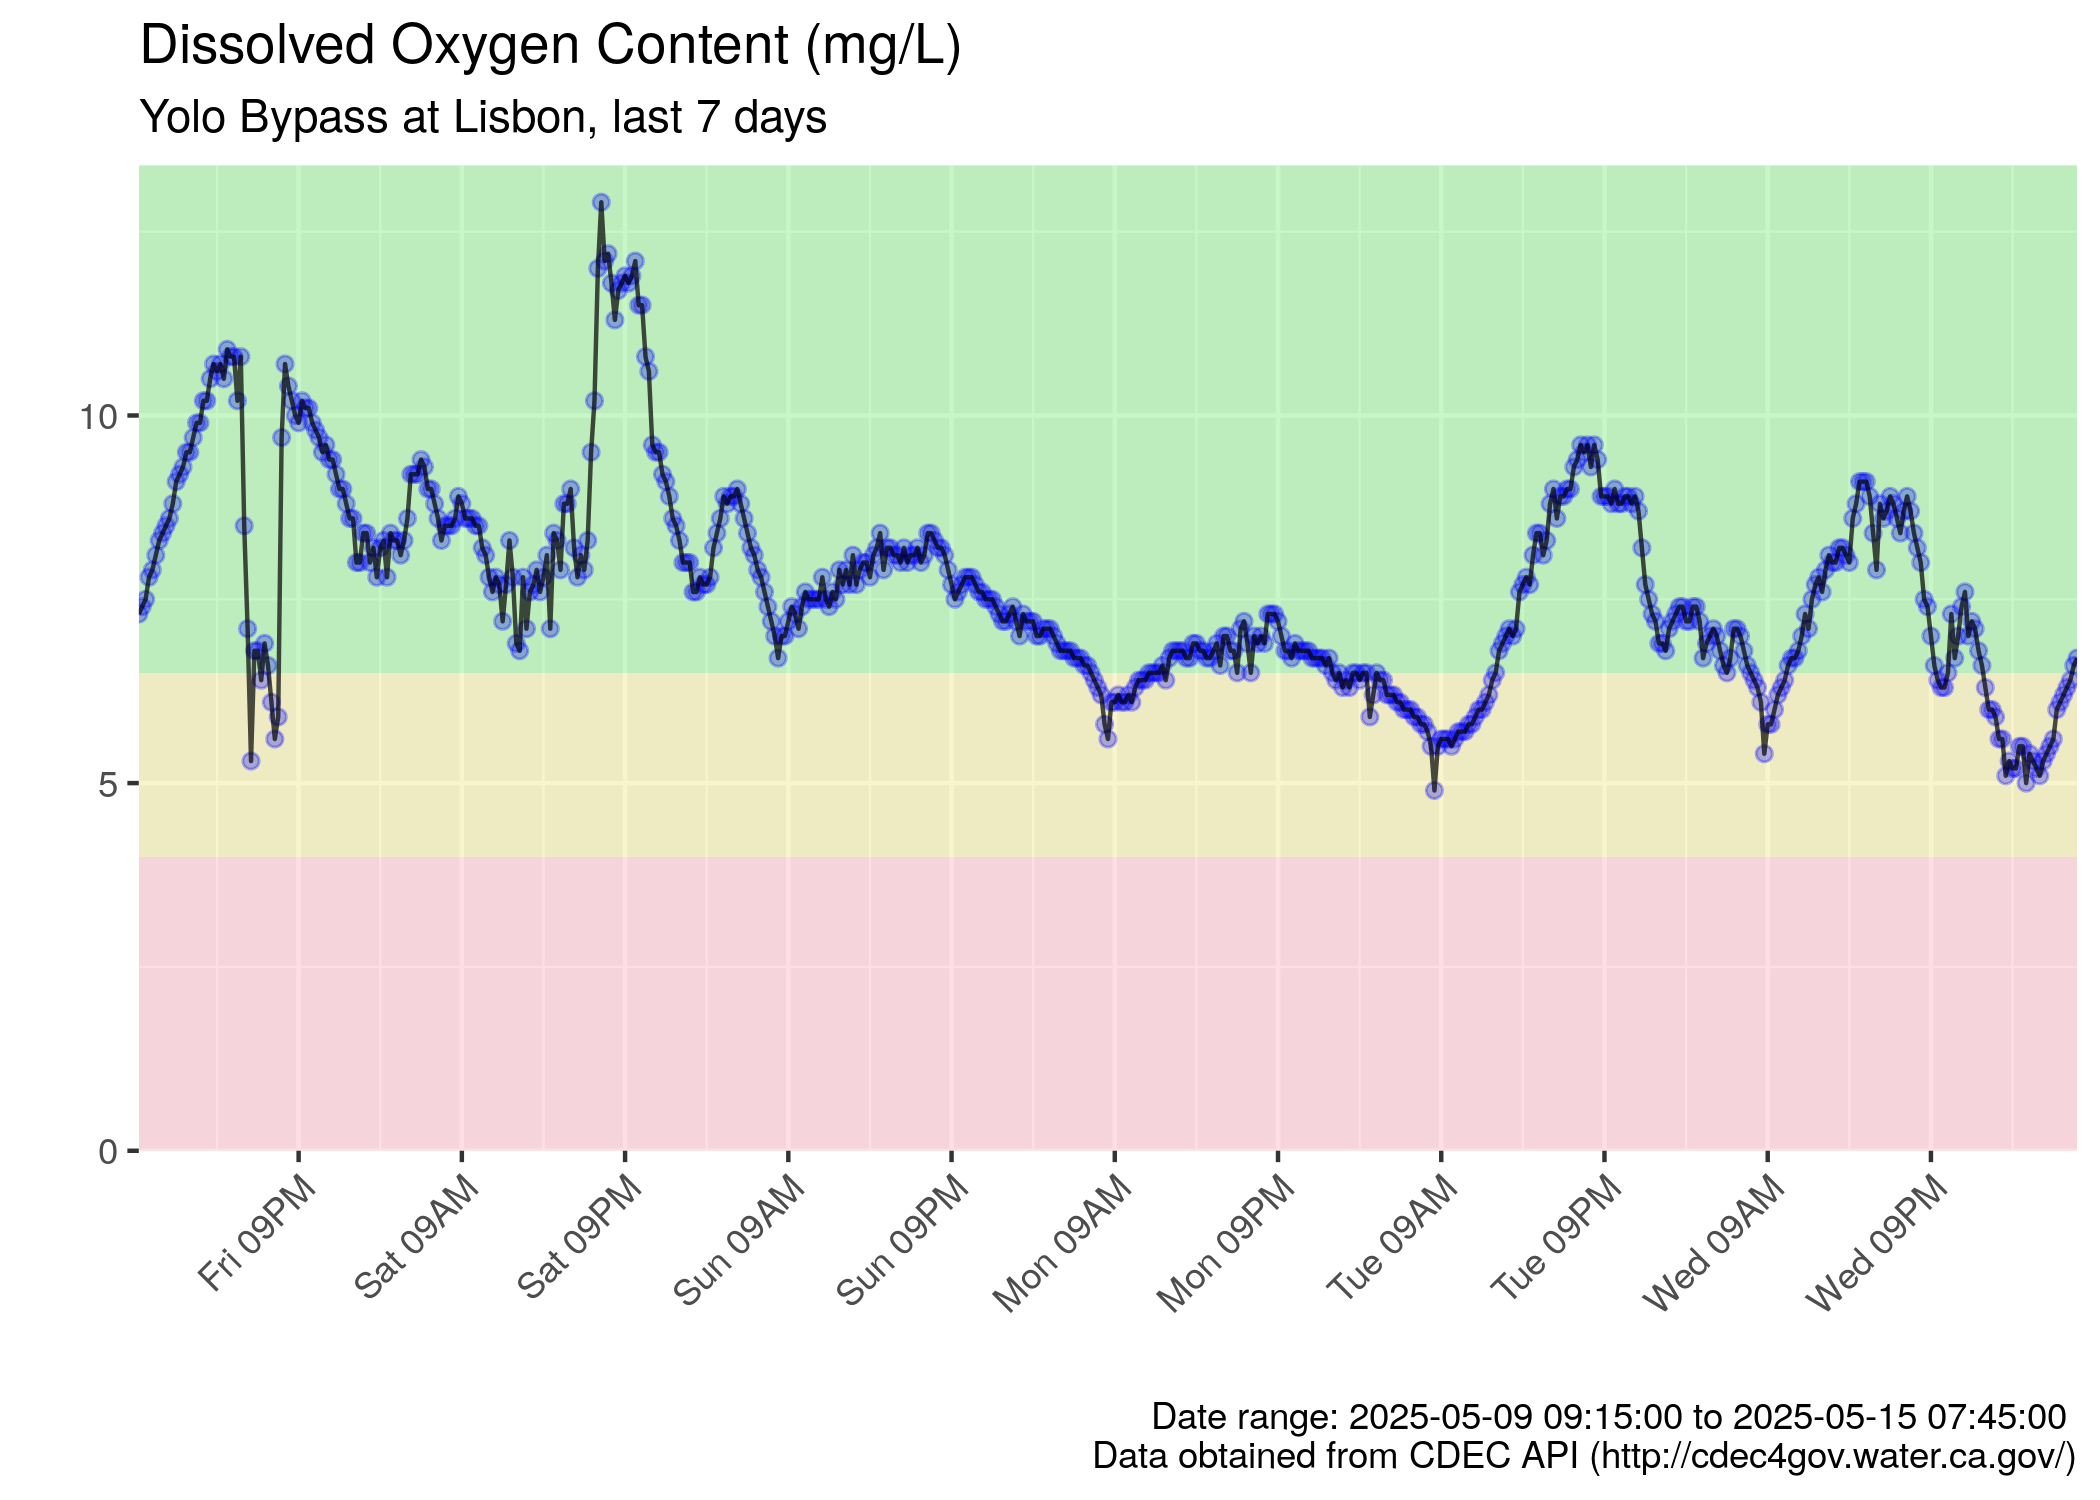 Dissolved Oxygen Content (mg/L)
Yolo Bypass at Lisbon, last 7 days
10
5
0
Fri 09PM
Sat 09AM
Sat 09PM
Sun 09AM
Sun 09PM
Mon 09AM
Mon 09PM
Tue 09AM
Tue 09PM
Wed 09AM
Wed 09PM
Date range: 2025-05-09 09:15:00 to 2025-05-15 07:45:00
Data obtained from CDEC API (http://cdec4gov.water.ca.gov/)